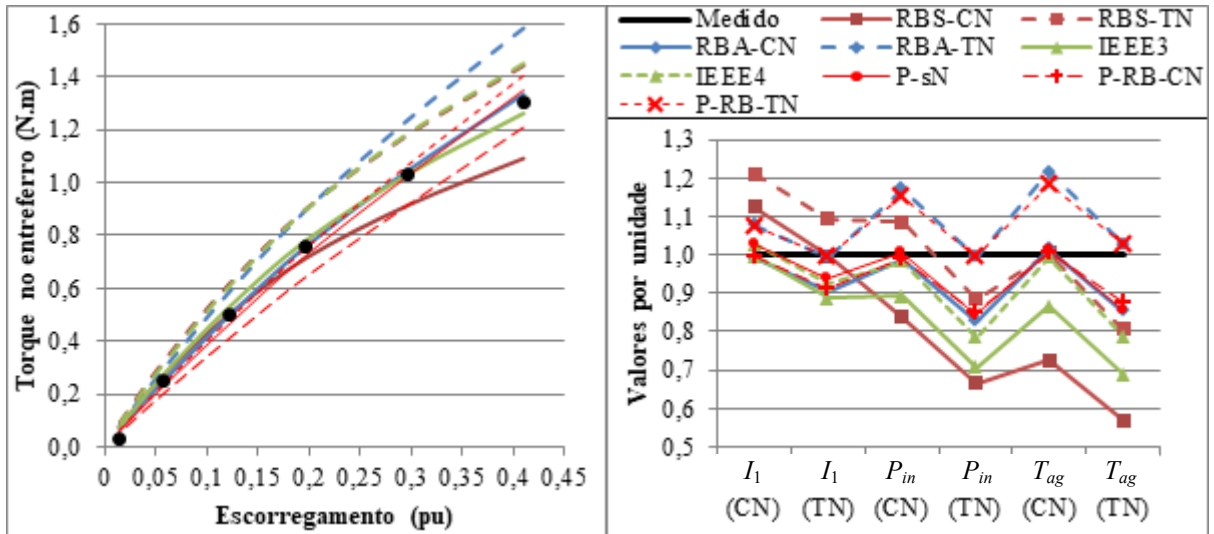 Torque no entreferro (N.m)
1,6
1,4
1,2
1,0
0,8
0,6
0,4
0,2
0,0
0
0,05
0,1
0,15
0,2
0,25
0,3
0,35
0,4
0,45
Escorregamento (pu)
Medido
RBS-CN
RBS-TN
RBA-CN
RBA-TN
IEEE3
IEEE4
P-sN
P-RB-CN
P-RB-TN
Valores por unidade
1,3
1,2
1,1
1,0
0,9
0,8
0,7
0,6
0,5
I1 I1 Pin Pin Tag Tag
(CN) (TN) (CN) (TN) (CN) (TN)